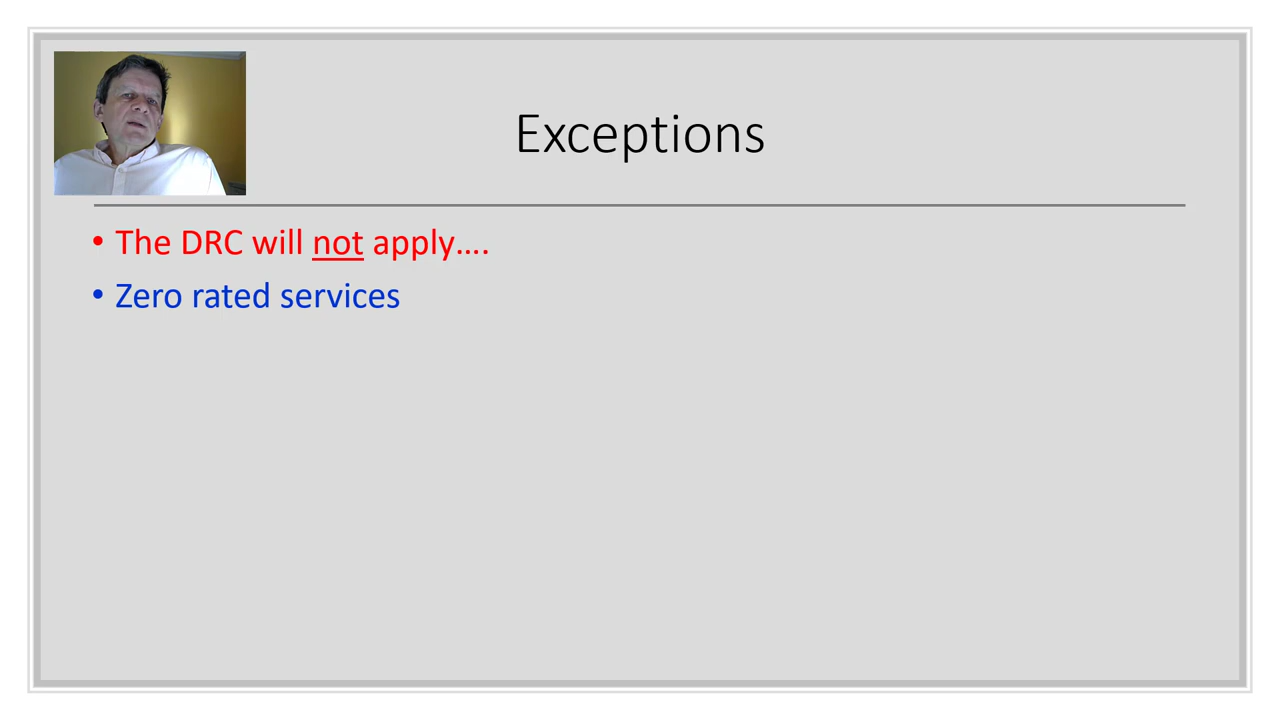 Exceptions
• The DRC will not apply....
• Zero rated services